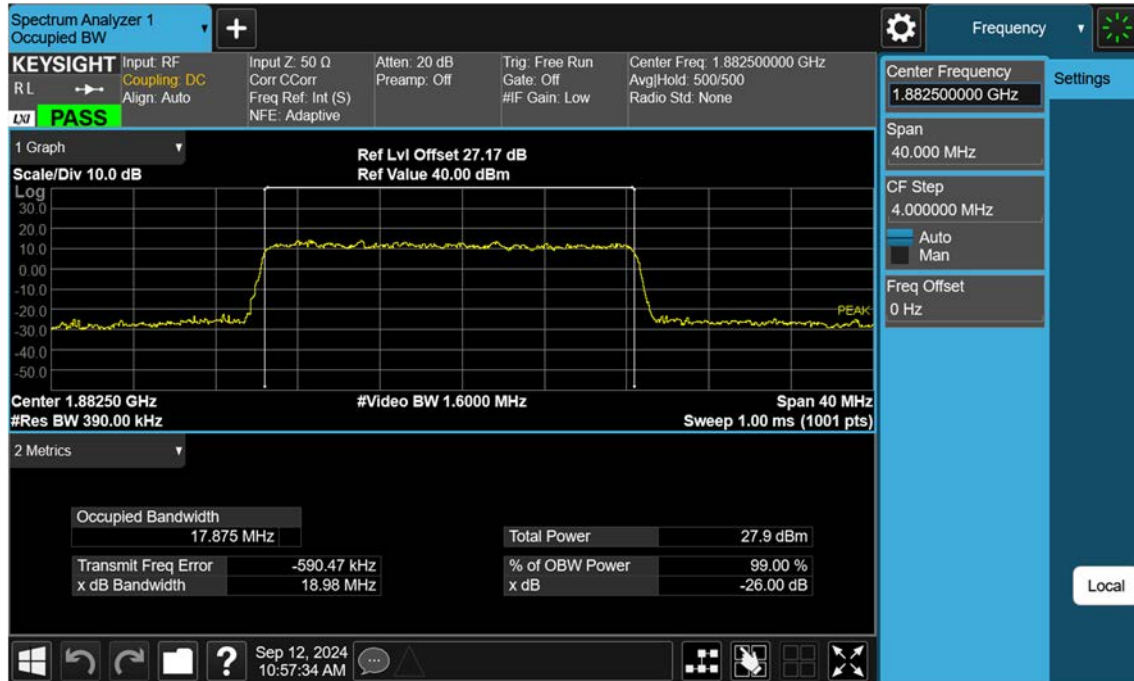 Spectrum Analyzer 1
Occupied BW
Frequency
KEYSIGHT
R L
LXI
PASS
Input: RF
Coupling: DC
Align: Auto
Input Z: 50 Ω
Corr CCorr
Freq Ref: Int (S)
NFE: Adaptive
Atten: 20 dB
Preamp: Off
Trig: Free Run
Gate: Off
#IF Gain: Low
Center Freq: 1.882500000 GHz
Avg|Hold: 500/500
Radio Std: None
Center Frequency
1.882500000 GHz
Settings
Span
40.000 MHz
CF Step
4.000000 MHz
Auto
Man
Freq Offset
0 Hz
Local
1 Graph
Scale/Div 10.0 dB
Ref Lvl Offset 27.17 dB
Ref Value 40.00 dBm
Log
30.0
20.0
10.0
0.00
-10.0
-20.0
-30.0
-40.0
-50.0
PEAK
Center 1.88250 GHz
#Video BW 1.6000 MHz
Span 40 MHz
#Res BW 390.00 kHz
Sweep 1.00 ms (1001 pts)
2 Metrics
Occupied Bandwidth
17.875 MHz
Total Power 27.9 dBm
Transmit Freq Error -590.47 kHz
% of OBW Power 99.00 %
x dB Bandwidth 18.98 MHz
x dB -26.00 dB
?
Sep 12, 2024
10:57:34 AM